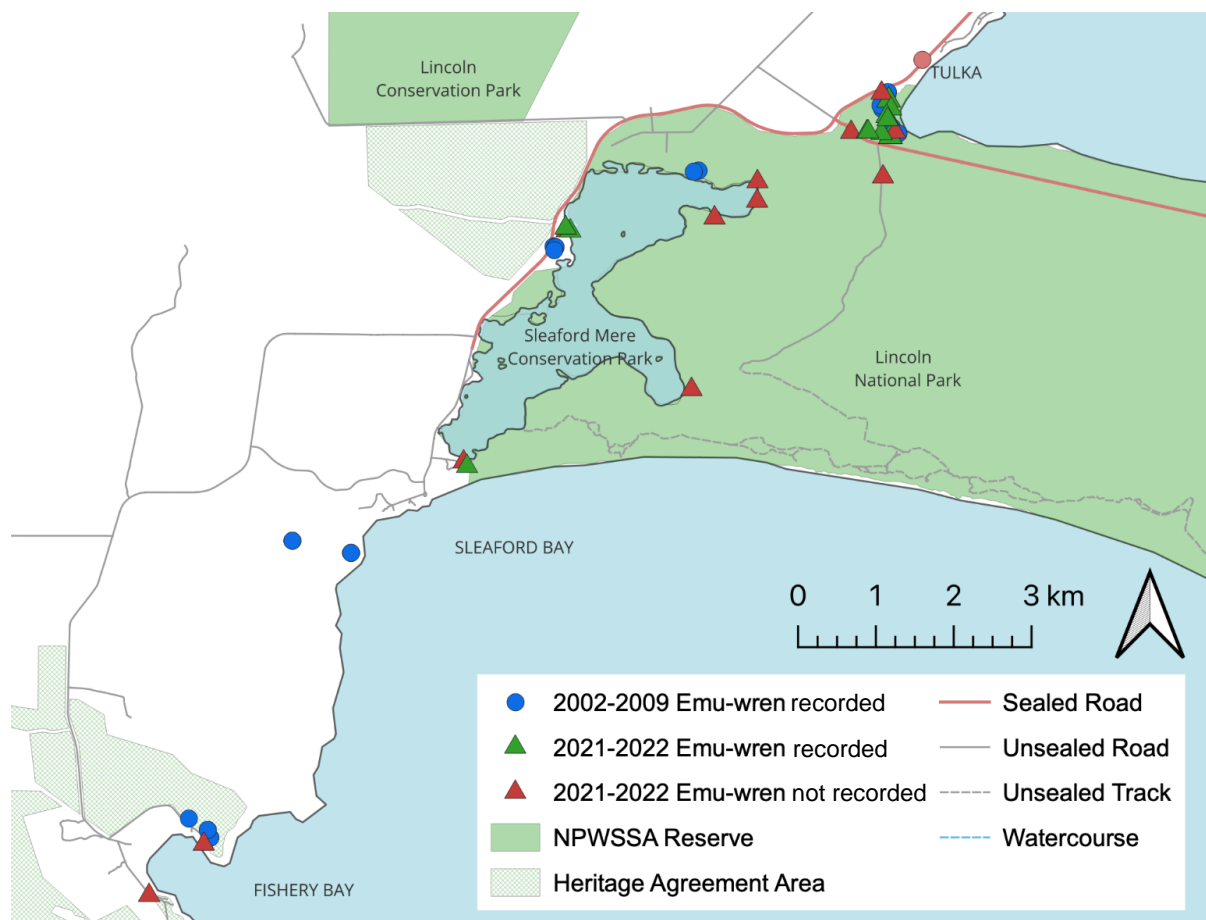 Lincoln
Conservation Park
TULKA
Sleaford Mere
Conservation Park
Lincoln
National Park
SLEAFORD BAY
0 1 2 3 km
2002-2009 Emu-wren recorded
2021-2022 Emu-wren recorded
2021-2022 Emu-wren not recorded
NPWSSA Reserve
Heritage Agreement Area
Sealed Road
Unsealed Road
Unsealed Track
Watercourse
FISHERY BAY